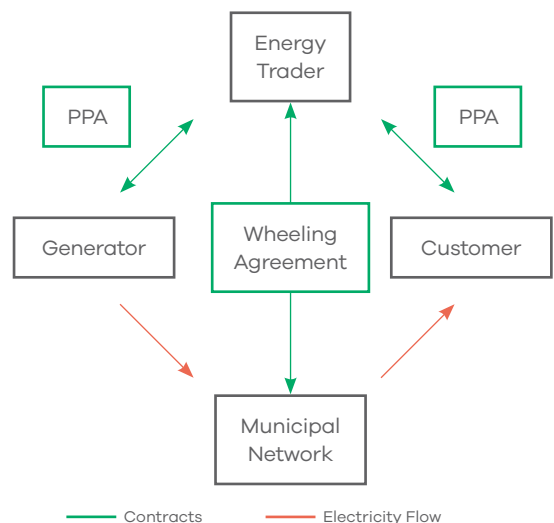 Energy
Trader
PPA
PPA
Generator
Wheeling
Agreement
Customer
Municipal
Network
Contracts
Electricity Flow